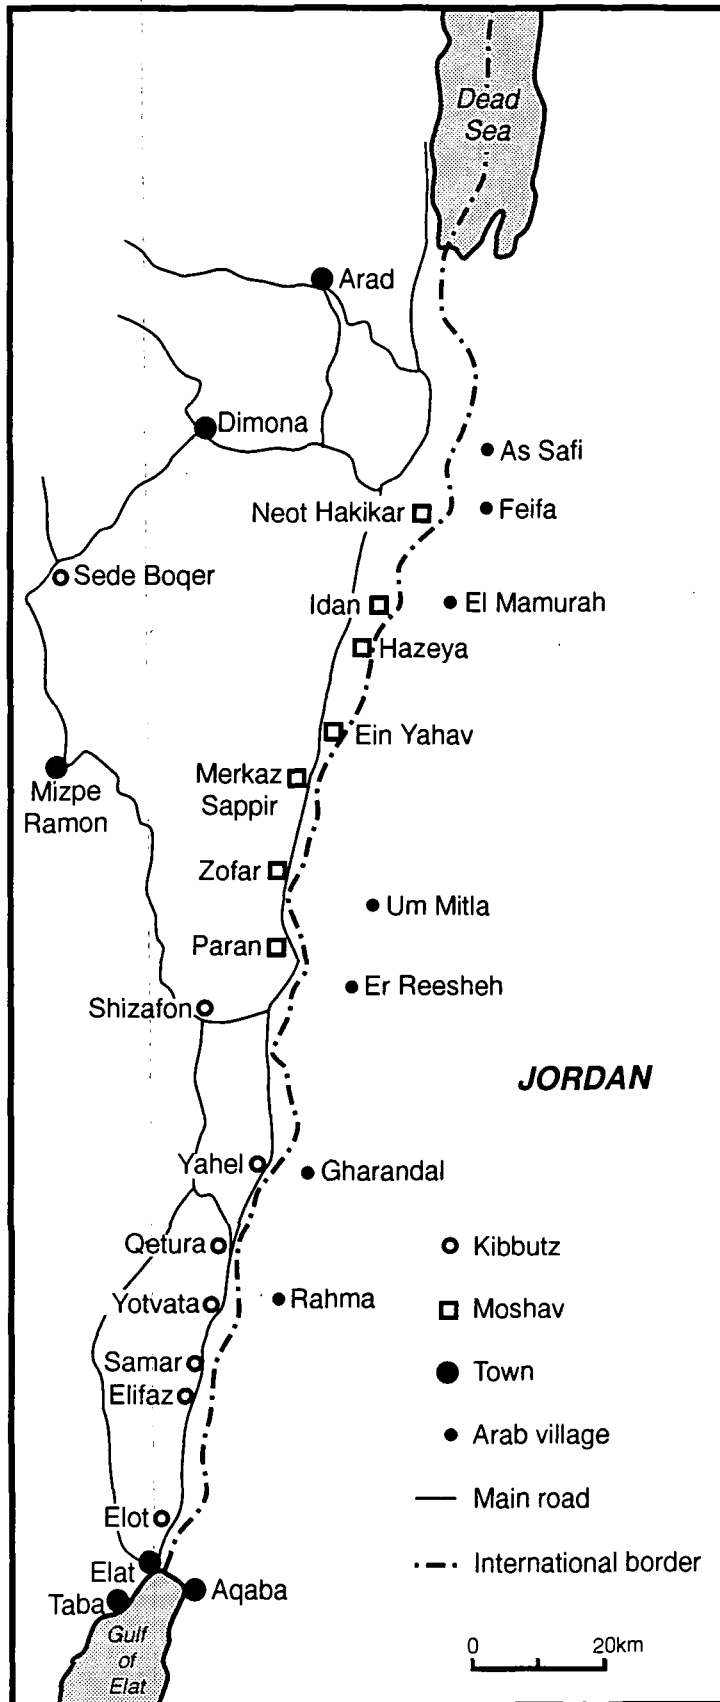 Dead
Sea
Arad
Dimona
As Safi
Neot Hakikar
Feifa
Sede Boqer
Idan
El Mamurah
Hazeya
Ein Yahav
Merkaz
Sappir
Mizpe
Ramon
Zofar
Um Mitla
Paran
Er Reesheh
Shizafon
JORDAN
Yahel
Gharandal
Qetura
Kibbutz
Yotvata
Rahma
Moshav
Samar
Town
Elifaz
Arab village
Main road
Elot
International border
Elat
Aqaba
Taba
Gulf
of
Elat
0 20km